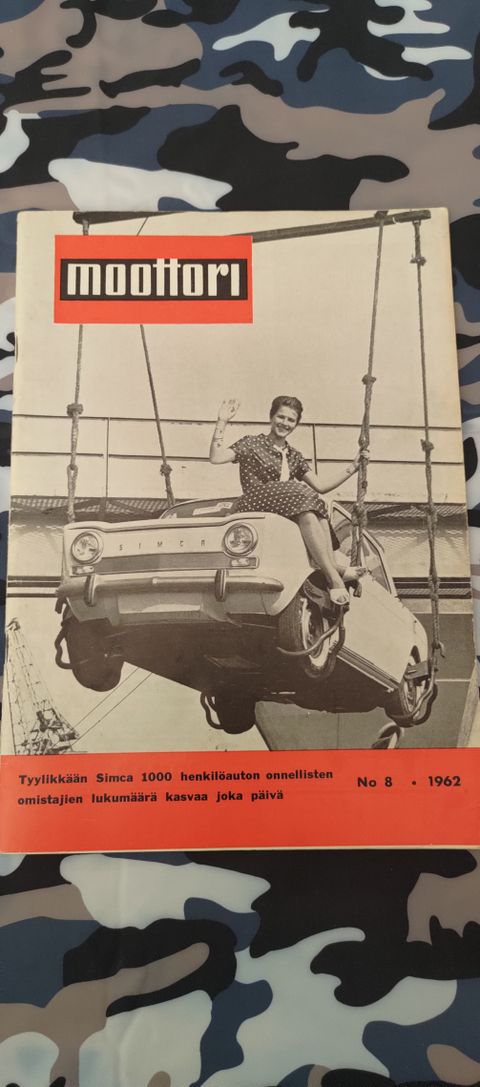 moottori
SIMCA
Tyylikkään Simca 1000 henkilöauton onnellisten
omistajien lukumäärä kasvaa joka päivä
No 8 • 1962